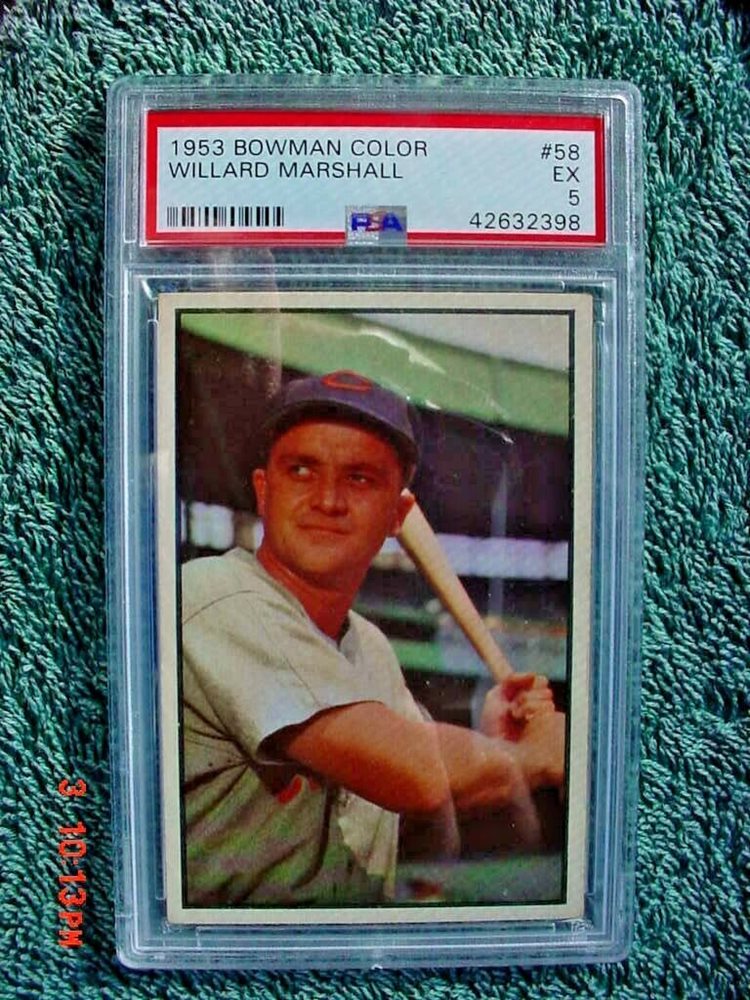 1953 BOWMAN COLOR #58
WILLARD MARSHALL EX
5
PSA 42632398
C
3 10:13PM